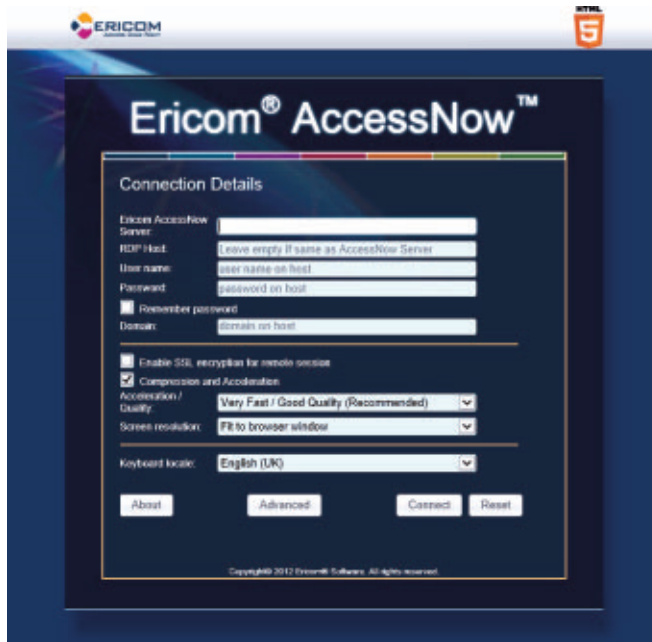 ERICOM
HTML
5
Ericom® AccessNow™
Connection Details
Ericom AccessNow
Server:
RDP Host: Leave empty if same as AccessNow Server
User name: user name on host
Password: password on host
Remember password
Domain: domain on host
Enable SSL encryption for remote session
Compression and Acceleration
Acceleration /
Quality: Very Fast / Good Quality (Recommended)
Screen resolution: Fit to browser window
Keyboard locale: English (UK)
About Advanced Connect Reset
Copyright© 2012 Ericom® Software. All rights reserved.